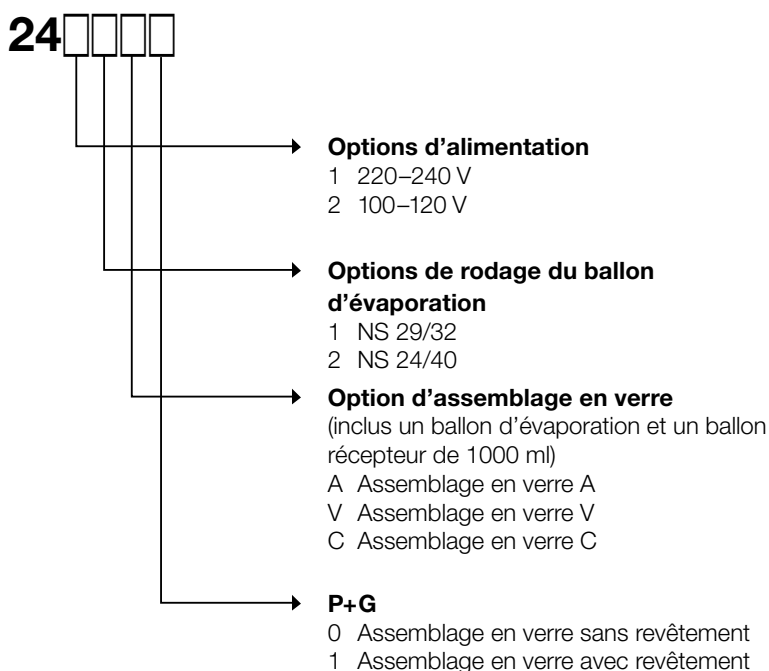 24
Options d’alimentation
1 220–240 V
2 100–120 V
Options de rodage du ballon
d’évaporation
1 NS 29/32
2 NS 24/40
Option d’assemblage en verre
(inclus un ballon d’évaporation et un ballon
récepteur de 1000 ml)
A Assemblage en verre A
V Assemblage en verre V
C Assemblage en verre C
P+G
0 Assemblage en verre sans revêtement
1 Assemblage en verre avec revêtement